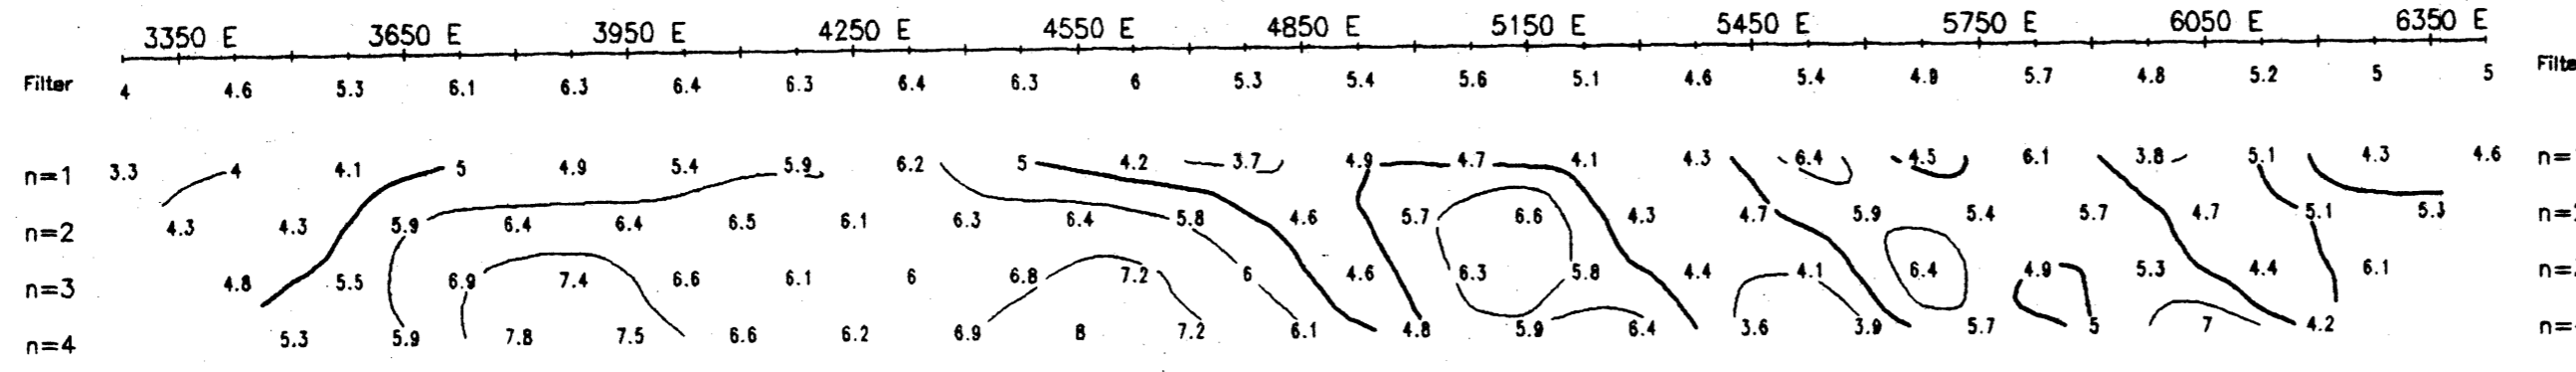 3350 E 3650 E 3950 E 4250 E 4550 E 4850 E 5150 E 5450 E 5750 E 6050 E 6350 E
Filter 4 4.6 5.3 6.1 6.3 6.4 6.3 6.4 6.3 6 5.3 5.4 5.6 5.1 4.6 5.4 4.8 5.7 4.8 5.2 5 5 Filte
n=1 3.3 4 4.1 5 4.9 5.4 5.9 6.2 5 4.2 3.7 4.9 4.7 4.1 4.3 6.4 4.5 6.1 3.8 5.1 4.3 4.6 n=
n=2 4.3 4.3 5.9 6.4 6.4 6.5 6.1 6.3 6.4 5.8 4.6 5.7 6.6 4.3 4.7 5.9 5.4 5.7 4.7 5.1 5.3 n=
n=3 4.8 5.5 6.9 7.4 6.6 6.1 6 6.8 7.2 6 4.6 6.3 5.8 4.4 4.1 6.4 4.9 5.3 4.4 6.1 n=
n=4 5.3 5.9 7.8 7.5 6.6 6.2 6.9 8 7.2 6.1 4.8 5.9 6.4 3.6 3.9 5.7 5 7 4.2 n=